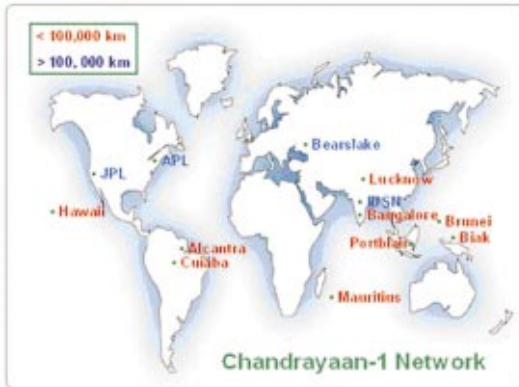 < 100,000 km
> 100, 000 km
Bearslake
APL
JPL
Lucknow
Hawaii
Bangalore
Brunei
Portblair
Biak
Alcantra
Cuiaba
Mauritius
Chandrayaan-1 Network